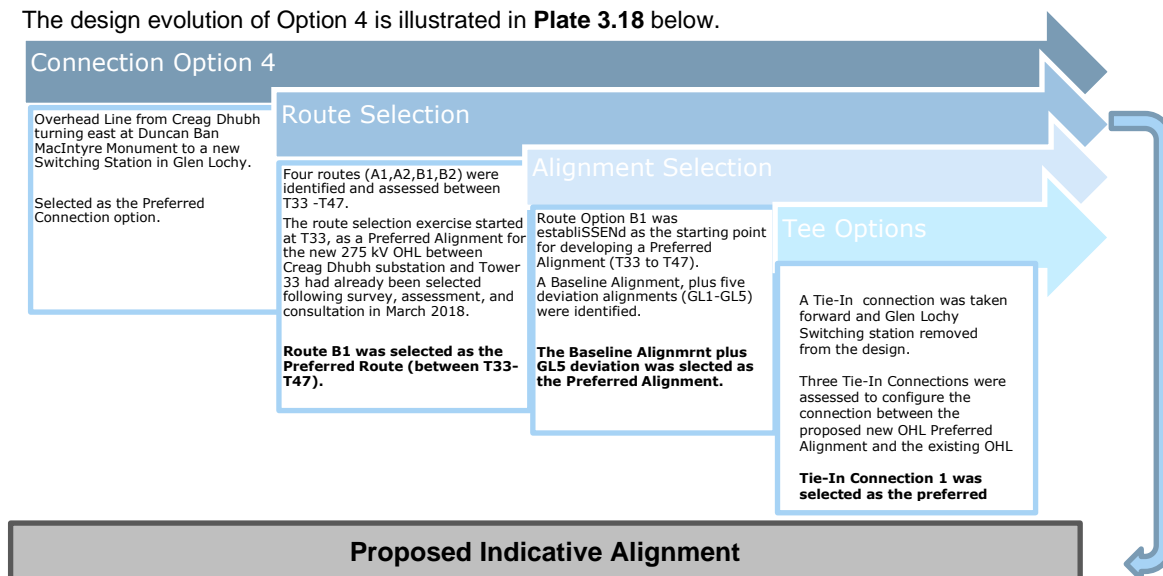 The design evolution of Option 4 is illustrated in Plate 3.18 below.
Connection Option 4
Overhead Line from Creag Dhubh
turning east at Duncan Ban
MacIntyre Monument to a new
Switching Station in Glen Lochy.
Selected as the Preferred
Connection option.
Route Selection
Four routes (A1,A2,B1,B2) were
identified and assessed between
T33 -T47.
The route selection exercise started
at T33, as a Preferred Alignment for
the new 275 kV OHL between
Creag Dhubh substation and Tower
33 had already been selected
following survey, assessment, and
consultation in March 2018.
Route B1 was selected as the
Preferred Route (between T33-
T47).
Alignment Selection
Route Option B1 was
establiSSENd as the starting point
for developing a Preferred
Alignment (T33 to T47).
A Baseline Alignment, plus five
deviation alignments (GL1-GL5)
were identified.
The Baseline Alignmrnt plus
GL5 deviation was slected as
the Preferred Alignment.
Tee Options
A Tie-In connection was taken
forward and Glen Lochy
Switching station removed
from the design.
Three Tie-In Connections were
assessed to configure the
connection between the
proposed new OHL Preferred
Alignment and the existing OHL
Tie-In Connection 1 was
selected as the preferred
Proposed Indicative Alignment